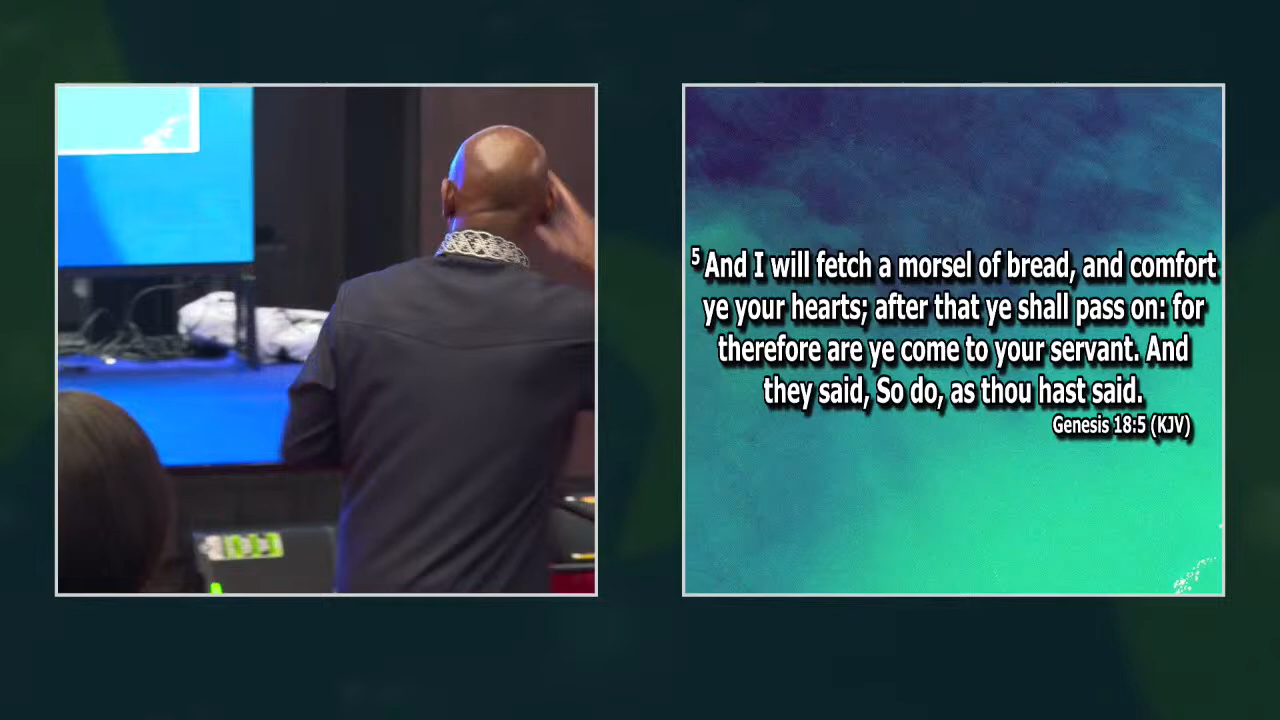 5 And I will fetch a morsel of bread, and comfort
ye your hearts; after that ye shall pass on: for
therefore are ye come to your servant. And
they said, So do, as thou hast said.
Genesis 18:5 (KJV)